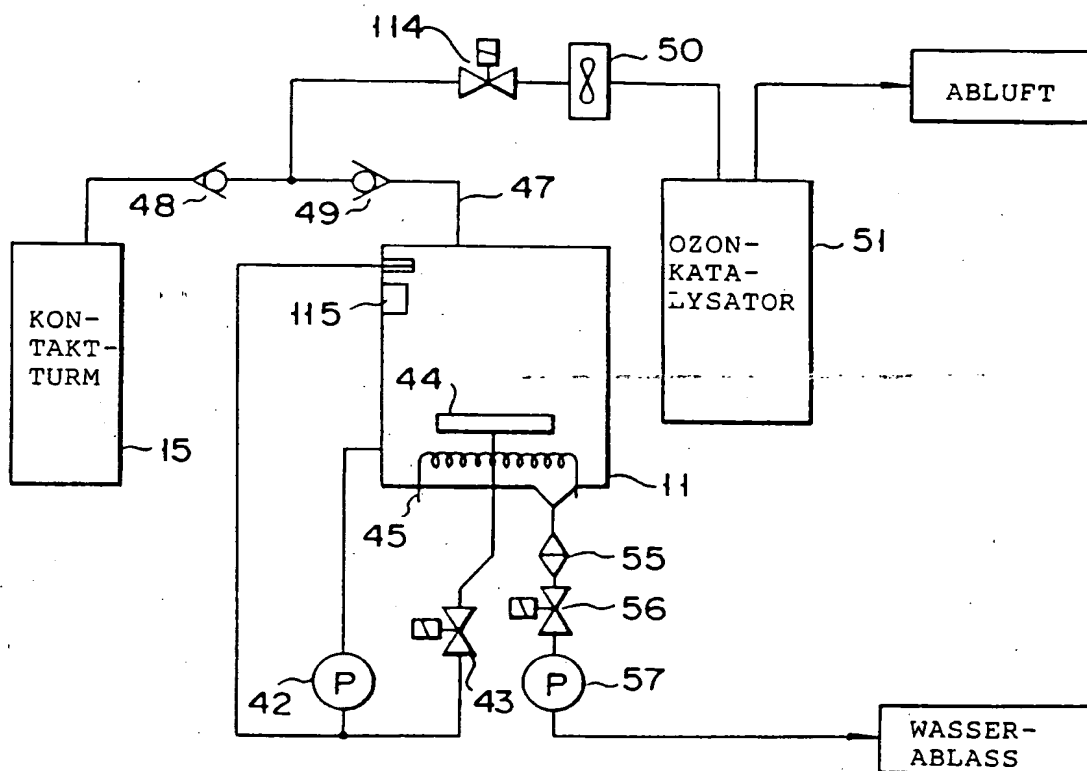 114
50
ABLUFT
48
49
47
OZON-
KATA-
LYSATOR
51
KON-
TAKT-
TURM
115
44
15
11
45
55
56
42
P
43
P
57
WASSER-
ABLASS